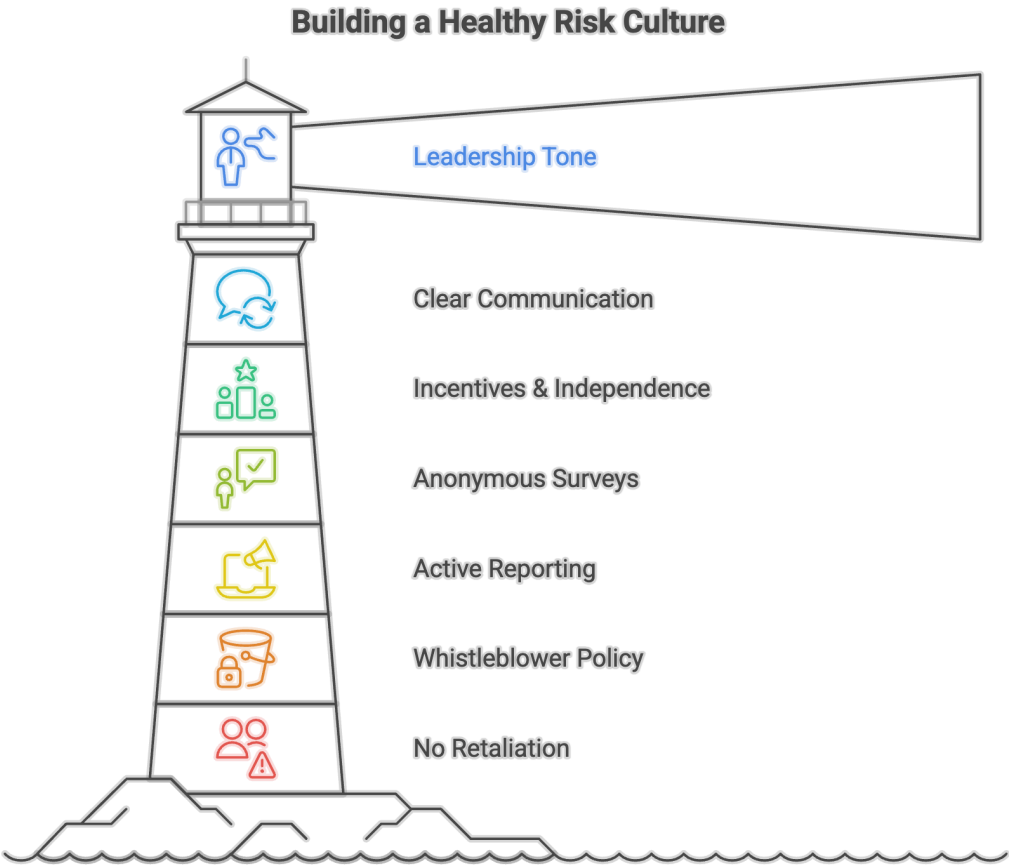 Building a Healthy Risk Culture
Leadership Tone
Clear Communication
Incentives & Independence
Anonymous Surveys
Active Reporting
Whistleblower Policy
No Retaliation